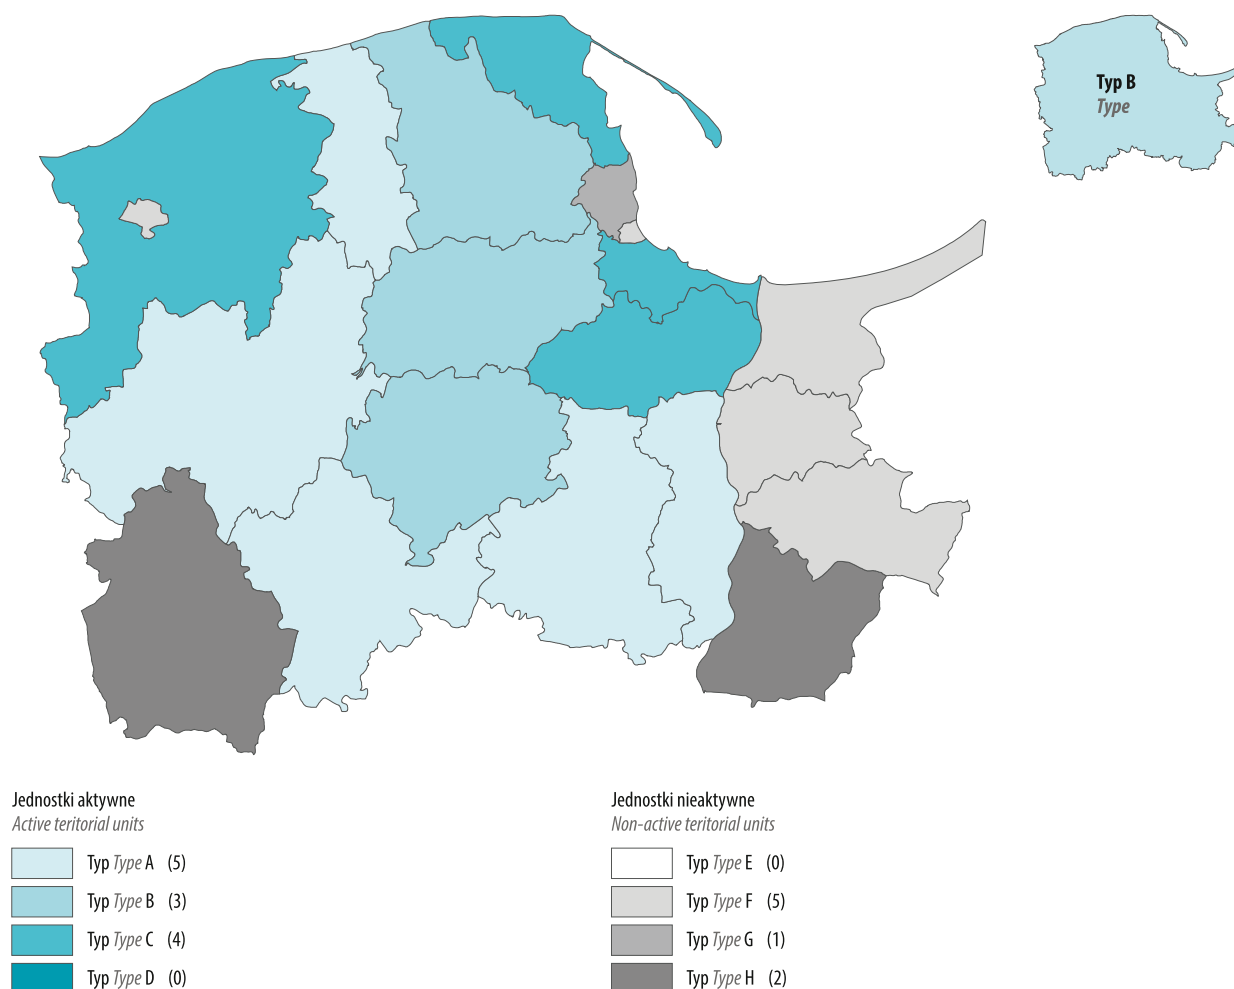 Typ B
Type
Jednostki aktywne
Active teritorial units
Typ Type A (5)
Typ Type B (3)
Typ Type C (4)
Typ Type D (0)
Jednostki nieaktywne
Non-active teritorial units
Typ Type E (0)
Typ Type F (5)
Typ Type G (1)
Typ Type H (2)